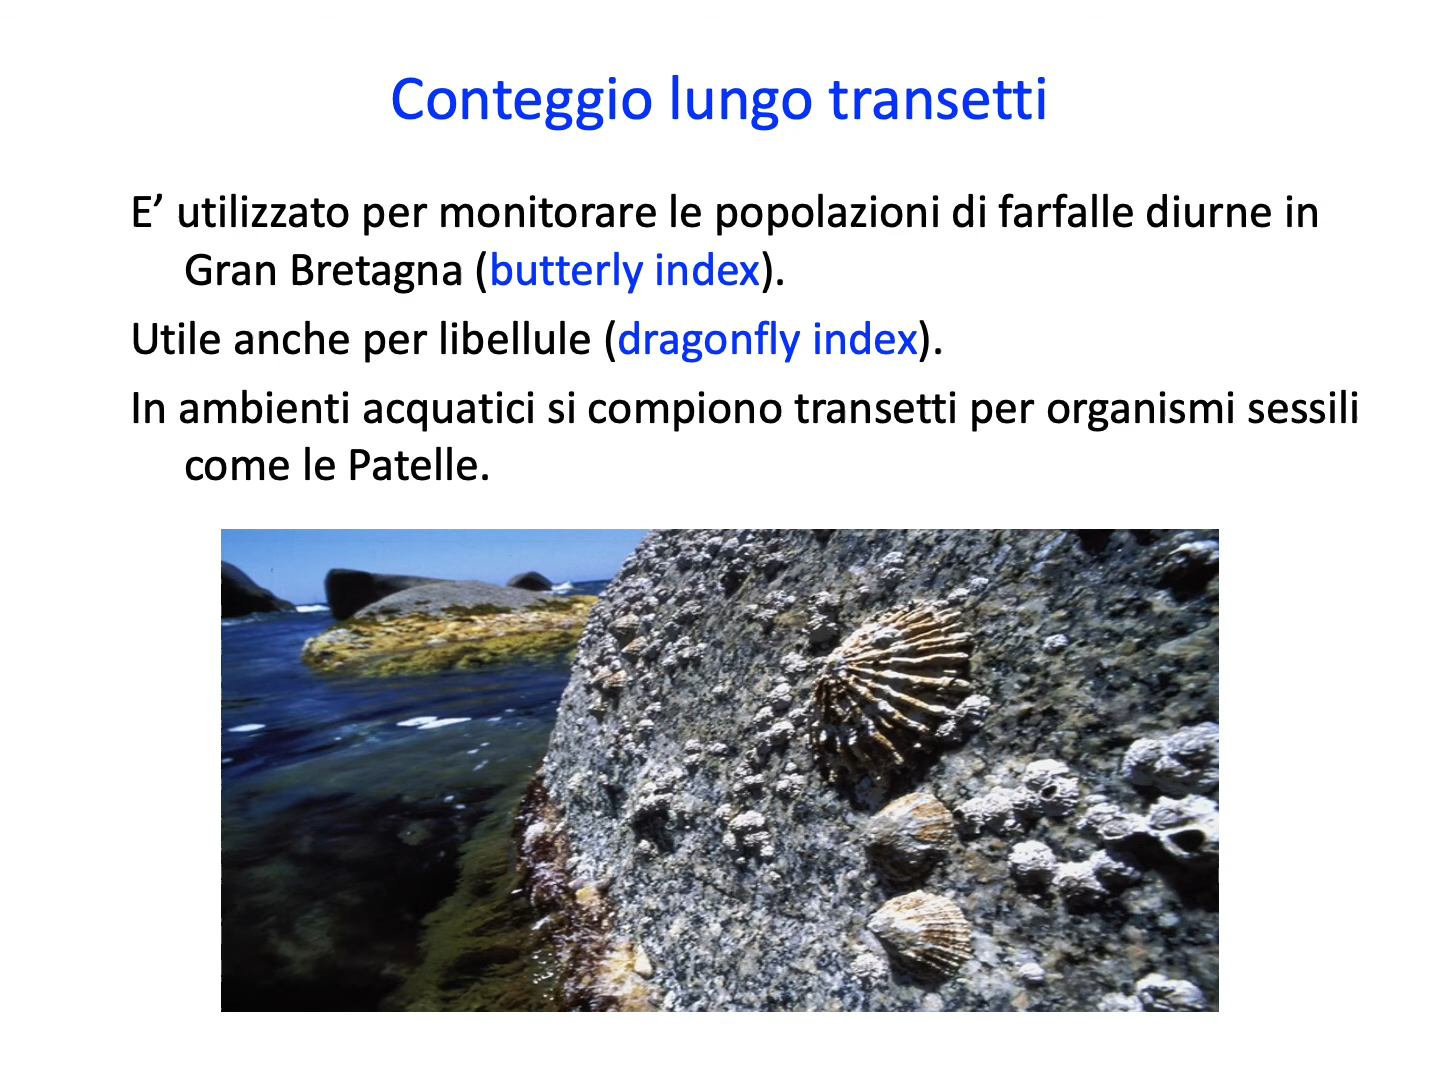 Conteggio lungo transetti
E’ utilizzato per monitorare le popolazioni di farfalle diurne in
Gran Bretagna (butterly index).
Utile anche per libellule (dragonfly index).
In ambienti acquatici si compiono transetti per organismi sessili
come le Patelle.